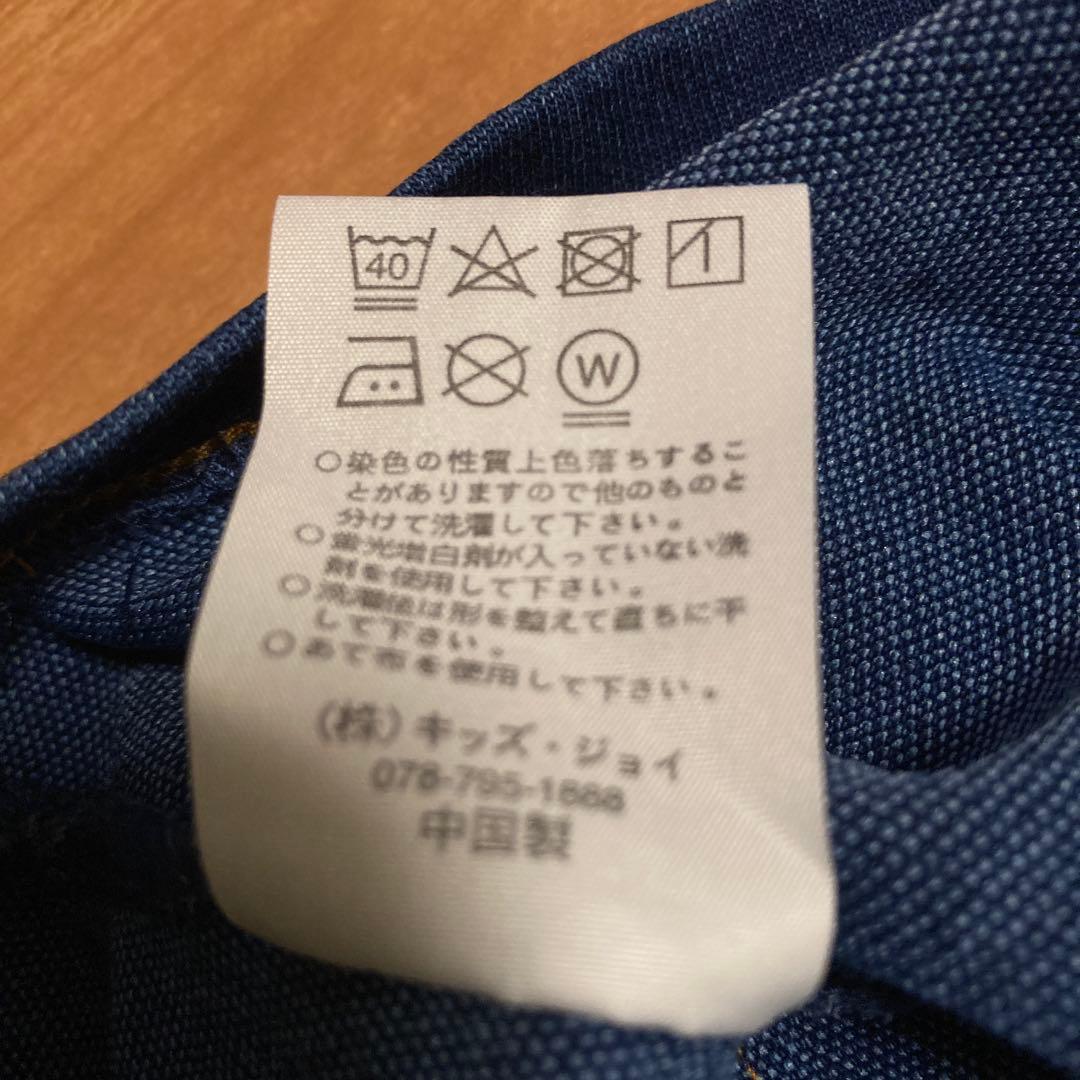 40
W
○染色の性質上色落ちするこ
とがありますので他のものと
分けて洗濯して下さい。
○蛍光増白剤が入っていない洗
剤を使用して下さい。
○洗濯後は形を整えて直ちに干
して下さい。
○あて布を使用して下さい。
(株)キッズ・ジョイ
078-795-1888
中国製